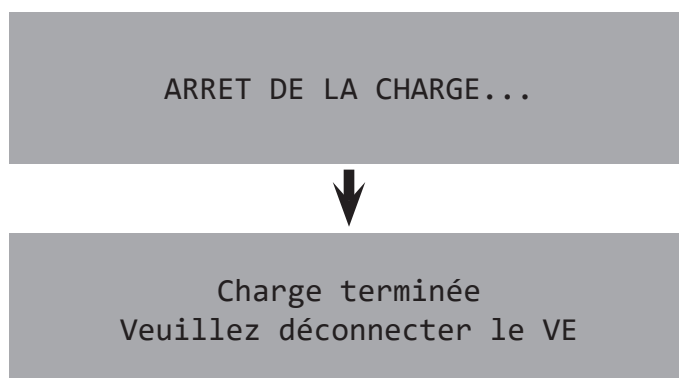 ARRET DE LA CHARGE...
Charge terminée
Veuillez déconnecter le VE